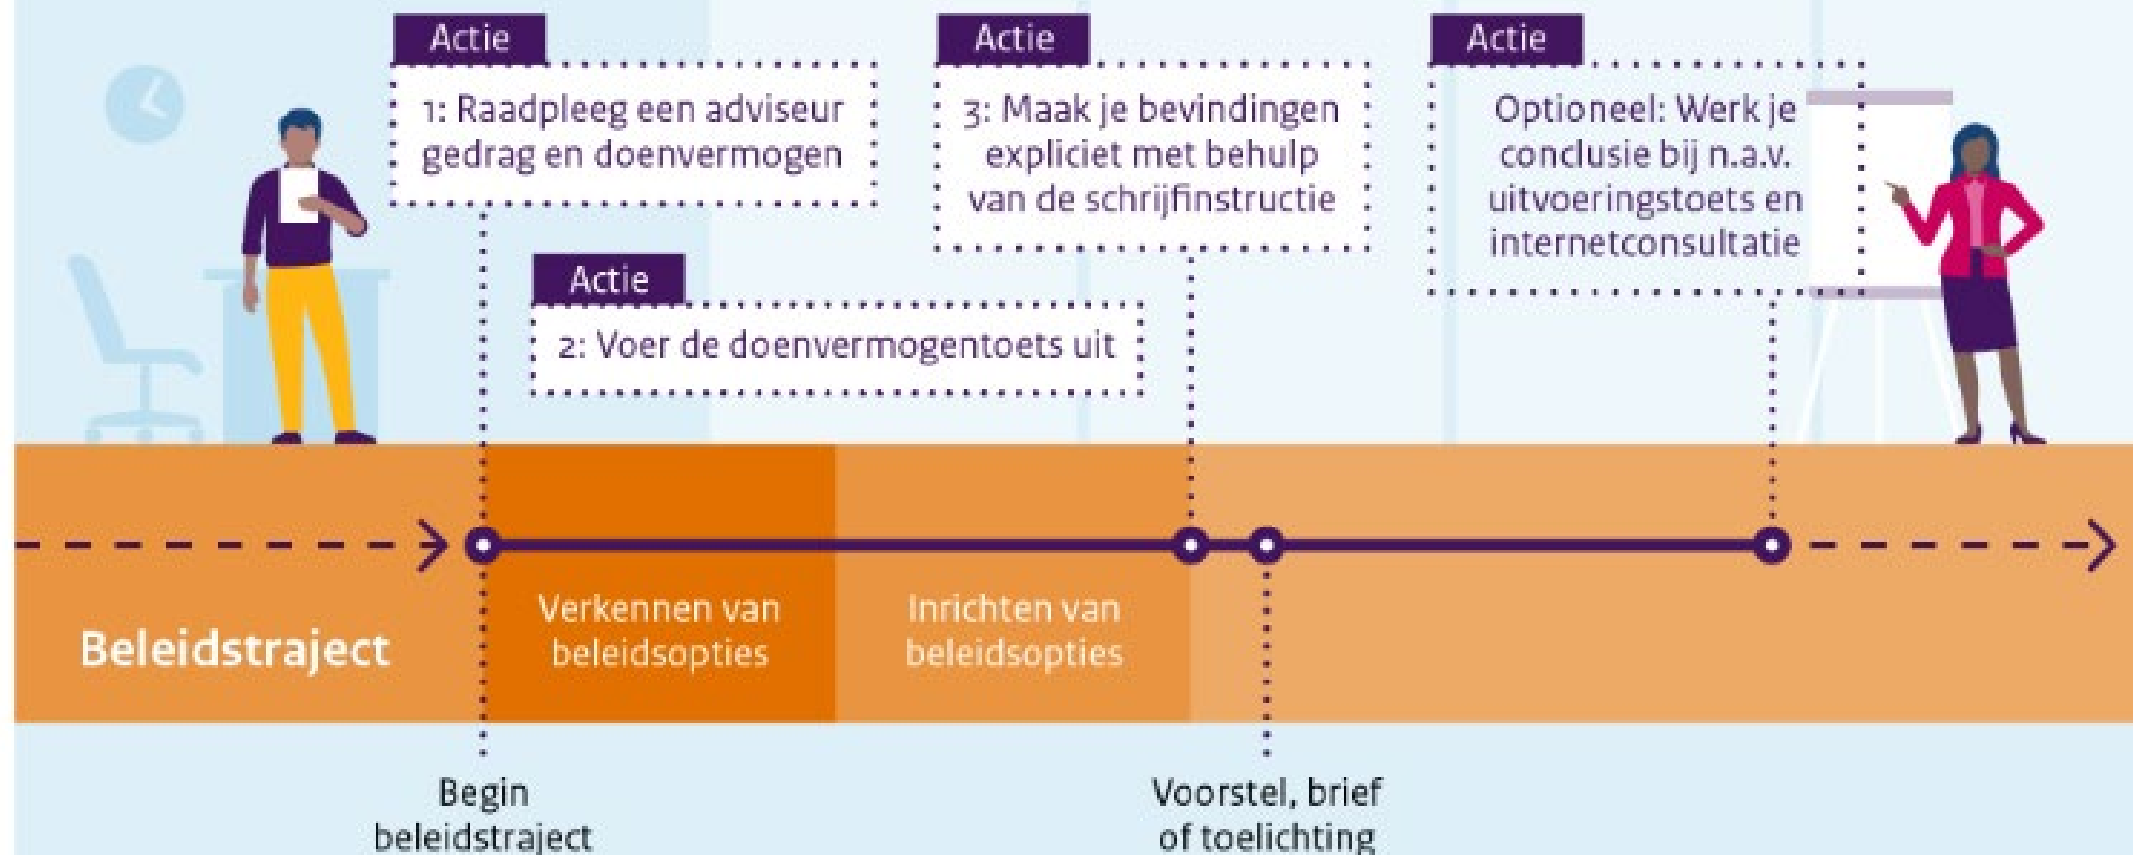 Actie
1: Raadpleeg een adviseur
gedrag en doenvermogen
Actie
2: Voer de doenvermogentoets uit
Actie
3: Maak je bevindingen
expliciet met behulp
van de schrijfinstructie
Actie
Optioneel: Werk je
conclusie bij n.a.v.
uitvoeringstoets en
internetconsultatie
Beleidstraject
Verkennen van
beleidsopties
Inrichten van
beleidsopties
Begin
beleidstraject
Voorstel, brief
of toelichting